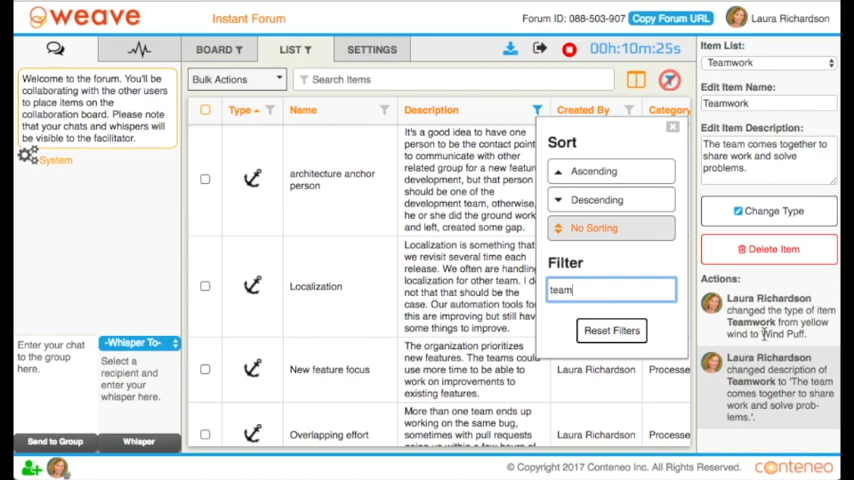 weave
Instant Forum
Forum ID: 088-503-907
Copy Forum URL
Laura Richardson
BOARD
LIST
SETTINGS
00h:10m:25s
Welcome to the forum. You'll be
collaborating with the other users
to place items on the
collaboration board. Please note
that your chats and whispers will
be visible to the facilitator.
System
Enter your chat
to the group
here.
-Whisper To-
Select a
recipient and
enter your
whisper here.
Send to Group
Whisper
Bulk Actions
Search Items
Type
Name
Description
Created By
Category
architecture anchor
person
It's a good idea to have one
person to be the contact point
to communicate with other
related group for a new feature
development, but that person
should be one of the
development team, otherwise,
he or she did the ground work
and left, created some gap.
Localization
Localization is something that
we revisit several time each
release. We often are handling
localization for other team. I do
not that that should be the
case. Our automation tools for
this are improving but still have
some things to improve.
New feature focus
The organization prioritizes
new features. The teams could
use more time to be able to
work on improvements to
existing features.
Laura Richardson
Processe
Overlapping effort
More than one team ends up
working on the same bug,
sometimes with pull requests
Laura Richardson
Processe
Sort
Ascending
Descending
No Sorting
Filter
team
Reset Filters
Item List:
Teamwork
Edit Item Name:
Teamwork
Edit Item Description:
The team comes together to
share work and solve
problems.
Change Type
Delete Item
Actions:
Laura Richardson
changed the type of item
Teamwork from yellow
wind to Wind Puff.
Laura Richardson
changed description of
Teamwork to 'The team
comes together to share
work and solve prob-
lems.'.
© Copyright 2017 Conteneo Inc. All Rights Reserved.
conteneo